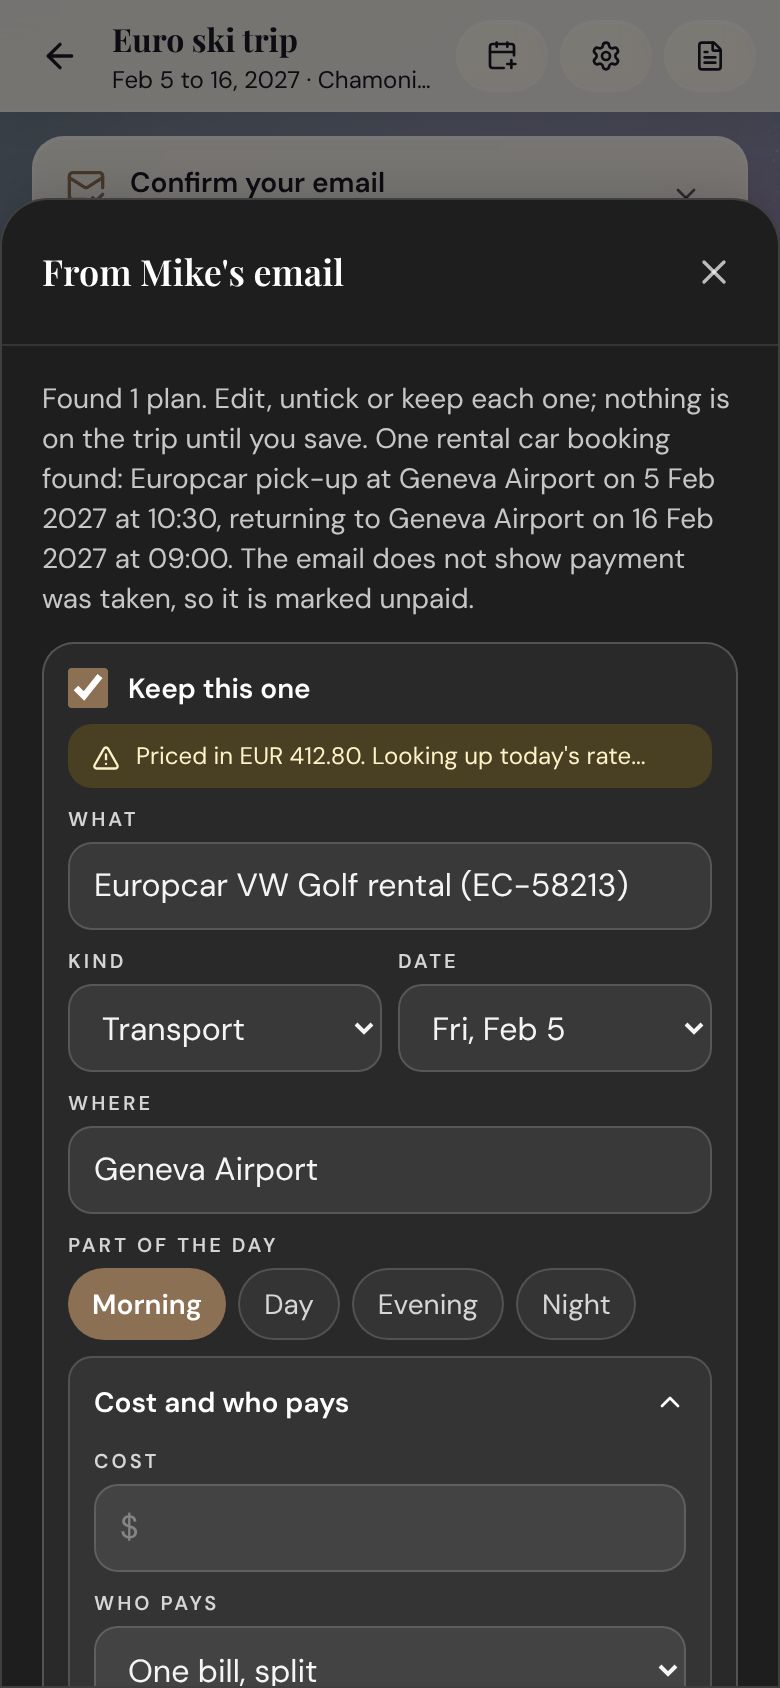 Euro ski trip
Feb 5 to 16, 2027 · Chamoni...
Confirm your email
From Mike's email
Found 1 plan. Edit, untick or keep each one; nothing is
on the trip until you save. One rental car booking
found: Europcar pick-up at Geneva Airport on 5 Feb
2027 at 10:30, returning to Geneva Airport on 16 Feb
2027 at 09:00. The email does not show payment
was taken, so it is marked unpaid.
Keep this one
Priced in EUR 412.80. Looking up today's rate...
WHAT
Europcar VW Golf rental (EC-58213)
KIND
DATE
Transport
Fri, Feb 5
WHERE
Geneva Airport
PART OF THE DAY
Morning
Day
Evening
Night
Cost and who pays
COST
$
WHO PAYS
One bill, split